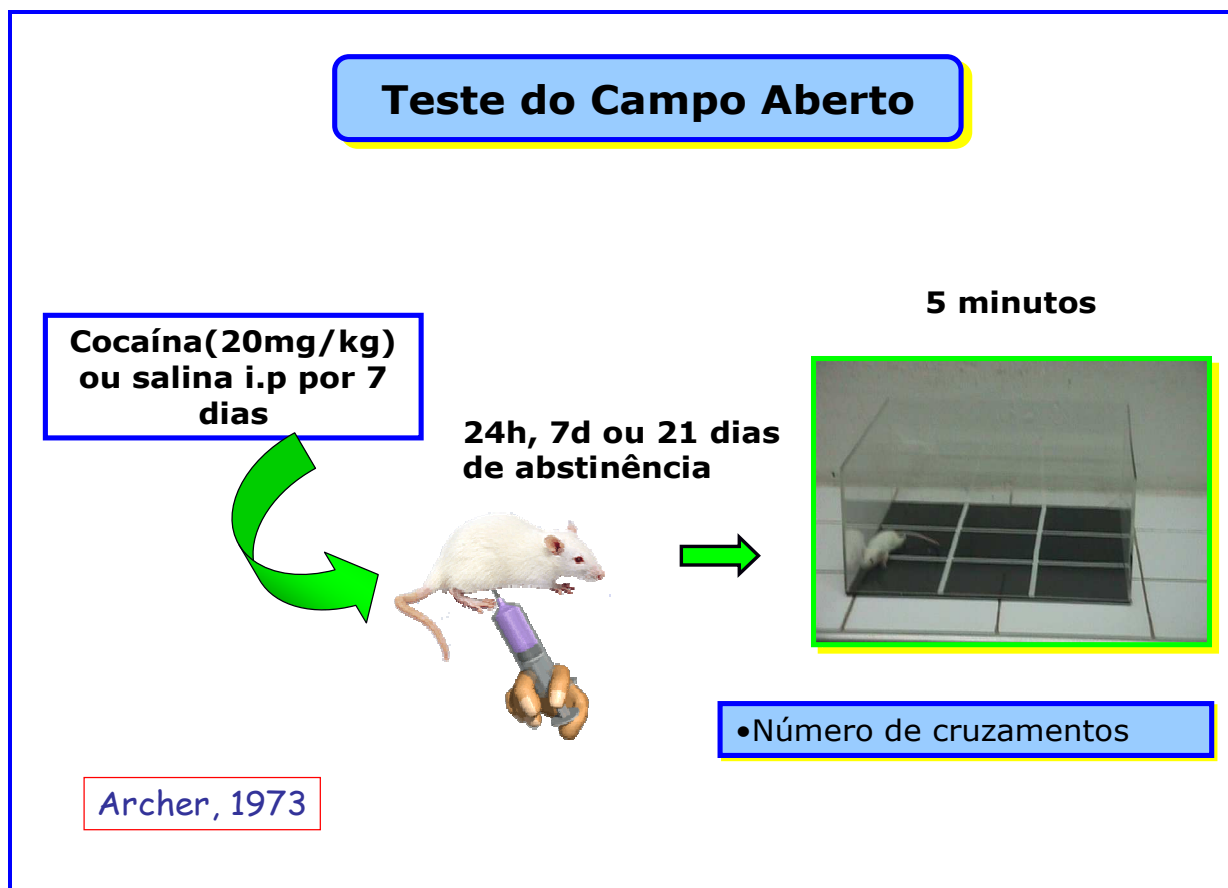 Teste do Campo Aberto
5 minutos
Cocaína(20mg/kg)
ou salina i.p por 7
dias
24h, 7d ou 21 dias
de abstinência
•Número de cruzamentos
Archer, 1973